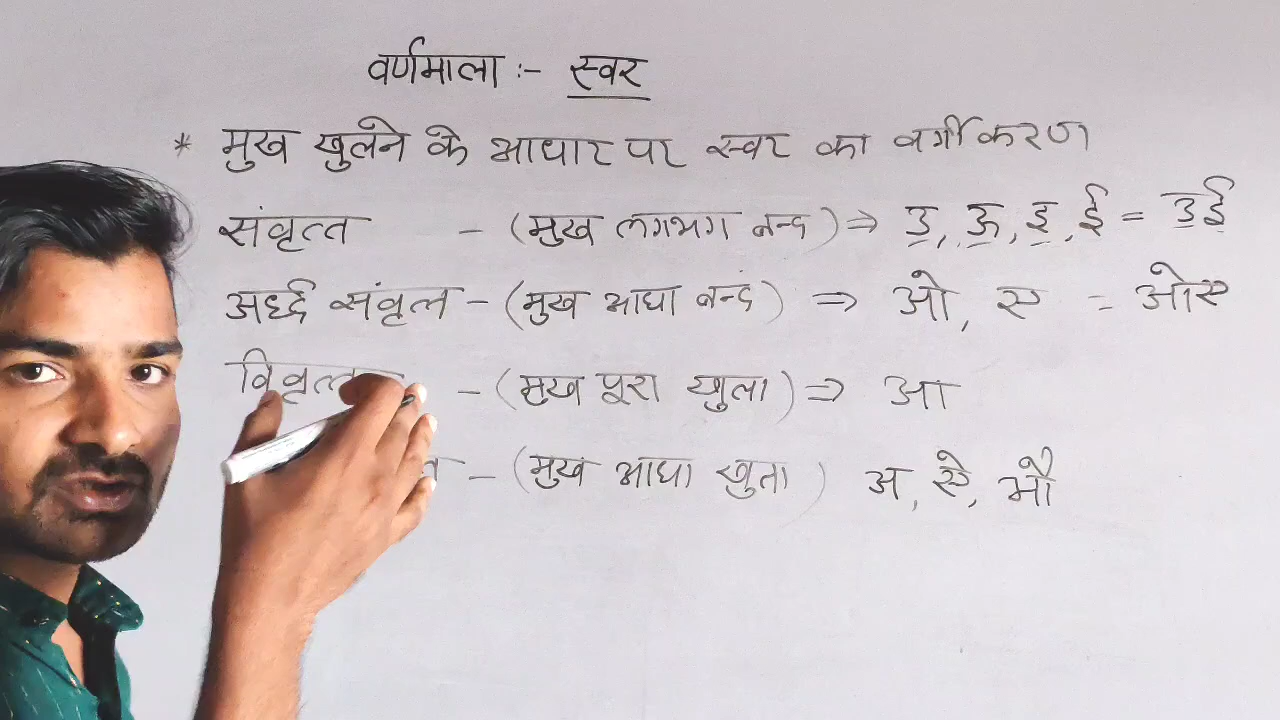 वर्णमाला :- स्वर
* मुख खुलने के आधार पर स्वर का वर्गीकरण
संवृत्त - (मुख लगभग बन्द) ⇒ उ, ऊ, इ, ई = उई
अर्ध्द संवृत्त - (मुख आधा बन्द) ⇒ ओ, ए = ओए
विवृत्त - (मुख पूरा खुला) ⇒ आ
- (मुख आधा खुला) अ, ऐ, औ